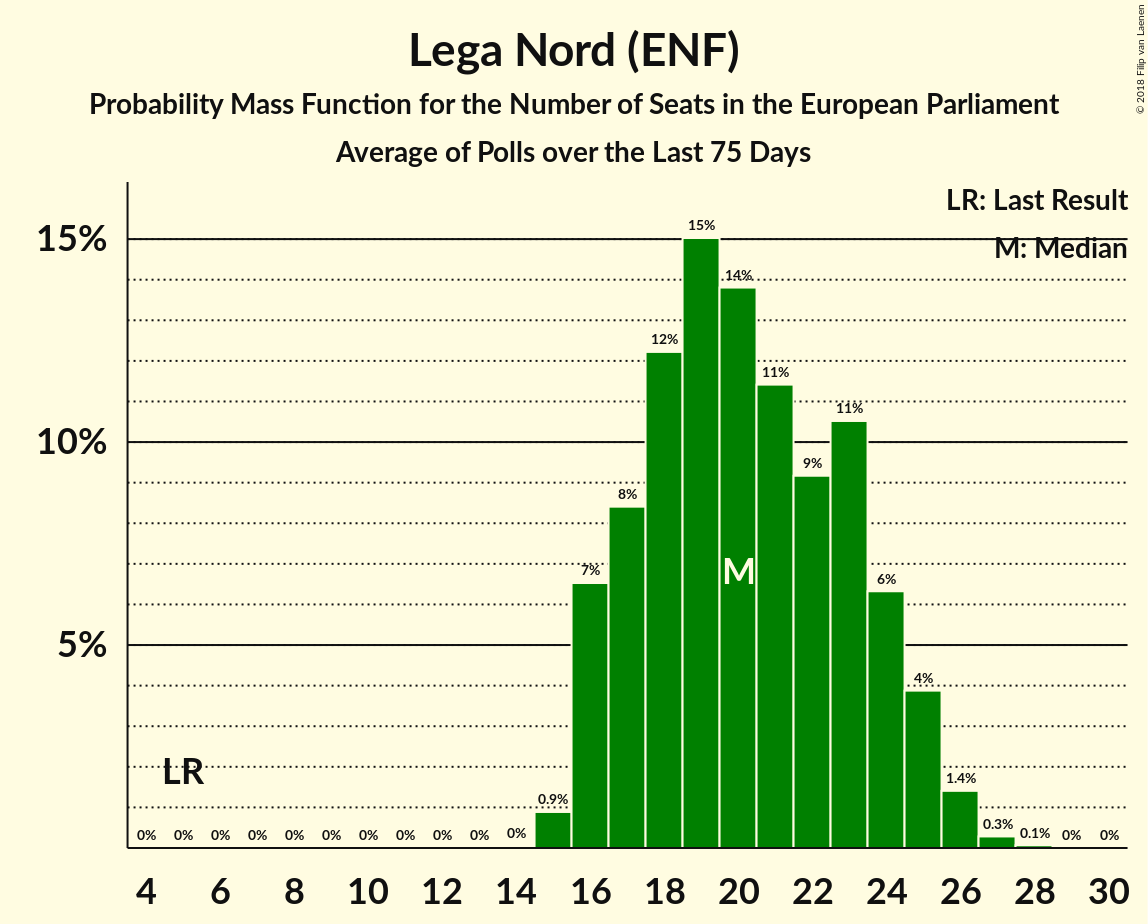 Lega Nord (ENF)
Probability Mass Function for the Number of Seats in the European Parliament
Average of Polls over the Last 75 Days
© 2018 Filip van Laenen
LR: Last Result
M: Median
15%
10%
5%
0% 0% 0% 0% 0% 0% 0% 0% 0% 0% 0% 0.9% 7% 8% 12% 15% 14% 11% 9% 11% 6% 4% 1.4% 0.3% 0.1% 0% 0%
M
LR
4 6 8 10 12 14 16 18 20 22 24 26 28 30